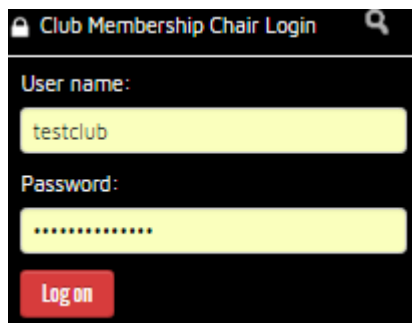 Club Membership Chair Login
User name:
testclub
Password:
••••••••••••••
Log on